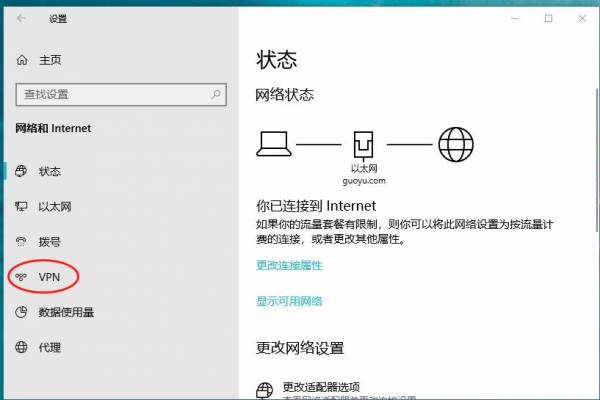 设置
主页
查找设置
网络和 Internet
状态
以太网
拨号
VPN
数据使用量
代理
状态
网络状态
以太网
guoyu.com
你已连接到 Internet
如果你的流量套餐有限制，则你可以将此网络设置为按流量计
费的连接，或者更改其他属性。
更改连接属性
显示可用网络
更改网络设置
更改适配器选项